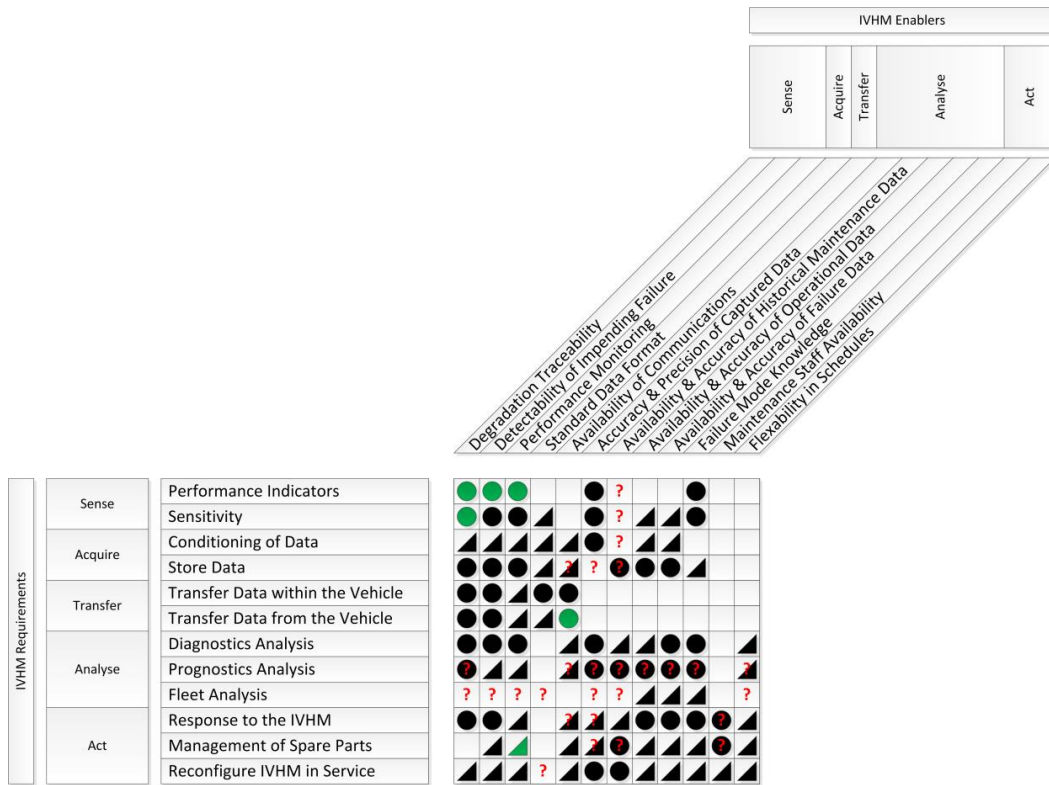 IVHM Enablers
Sense
Acquire
Transfer
Analyse
Act
Degradation Traceability
Detectability of Impending Failure
Performance Monitoring
Standard Data Format
Availability of Communications
Accuracy & Precision of Captured Data
Availability & Accuracy of Historical Maintenance Data
Availability & Accuracy of Operational Data
Availability & Accuracy of Failure Data
Failure Mode Knowledge
Maintenance Staff Availability
Flexability in Schedules
IVHM Requirements
Sense
Performance Indicators
?
Sensitivity
?
Acquire
Conditioning of Data
?
Store Data
? ? ?
Transfer
Transfer Data within the Vehicle
Transfer Data from the Vehicle
Analyse
Diagnostics Analysis
Prognostics Analysis
? ? ? ? ? ? ? ?
Fleet Analysis
? ? ? ? ? ? ?
Act
Response to the IVHM
? ? ?
Management of Spare Parts
? ? ?
Reconfigure IVHM in Service
?